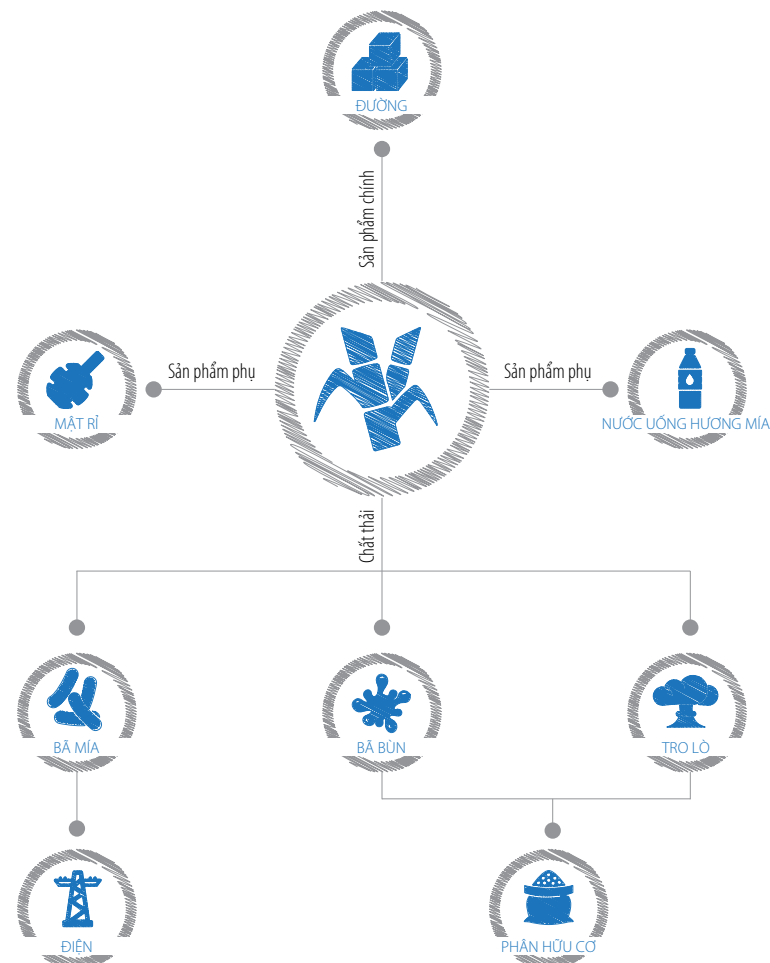 ĐƯỜNG
Sản phẩm chính
Sản phẩm phụ
Sản phẩm phụ
MẬT RỈ
NƯỚC UỐNG HƯƠNG MÍA
Chất thải
BÃ MÍA
BÃ BÙN
TRO LÒ
ĐIỆN
PHÂN HỮU CƠ